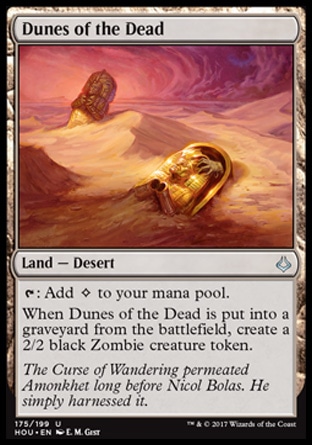 Dunes of the Dead
Land — Desert
: Add to your mana pool.
When Dunes of the Dead is put into a
graveyard from the battlefield, create a
2/2 black Zombie creature token.
The Curse of Wandering permeated
Amonkhet long before Nicol Bolas. He
simply harnessed it.
175/199 U
HOU • EN E. M. Gist
™ & © 2017 Wizards of the Coast